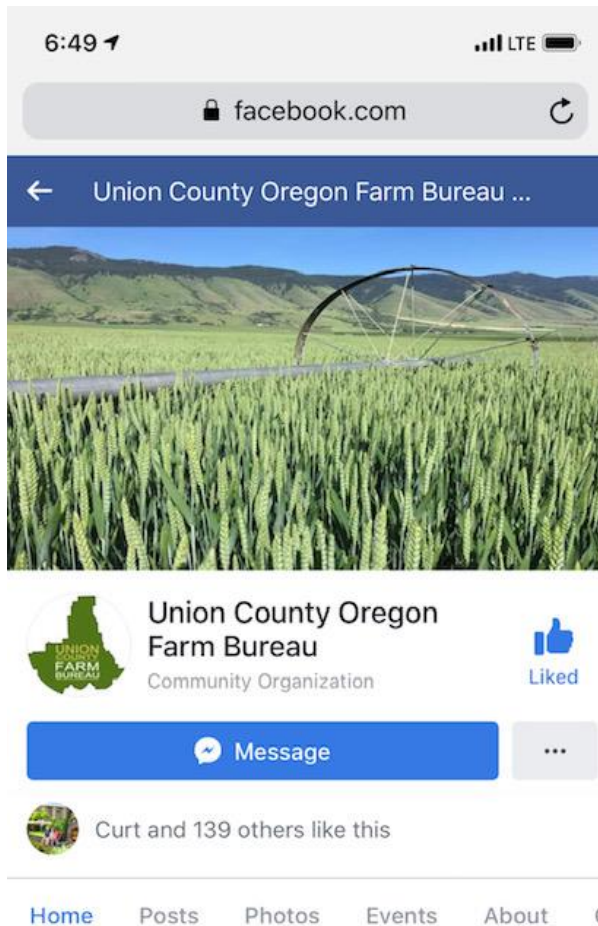 6:49
LTE
facebook.com
Union County Oregon Farm Bureau ...
UNION
COUNTY
FARM
BUREAU
Union County Oregon
Farm Bureau
Community Organization
Liked
Message
Curt and 139 others like this
Home Posts Photos Events About